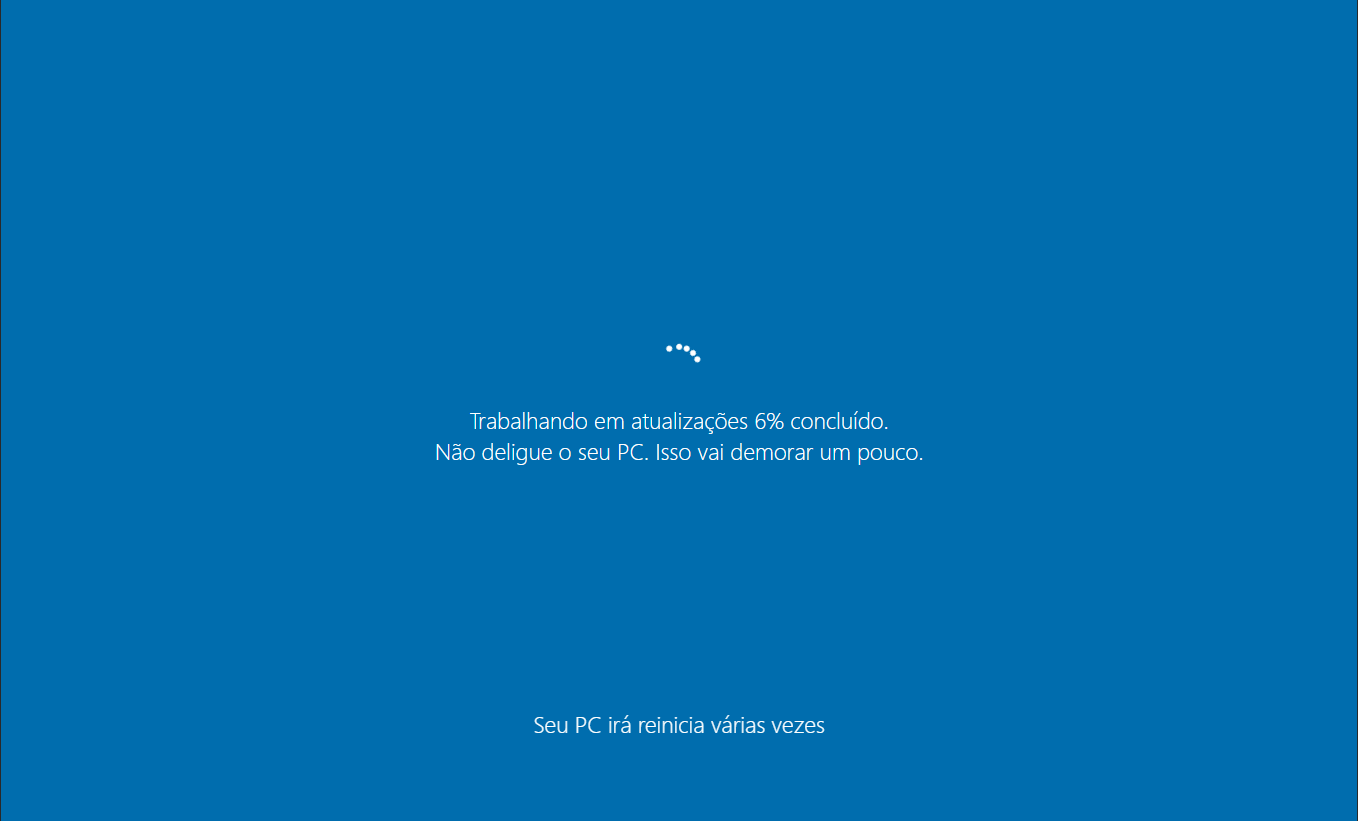 Trabalhando em atualizações 6% concluído.
Não deligue o seu PC. Isso vai demorar um pouco.
Seu PC irá reinicia várias vezes